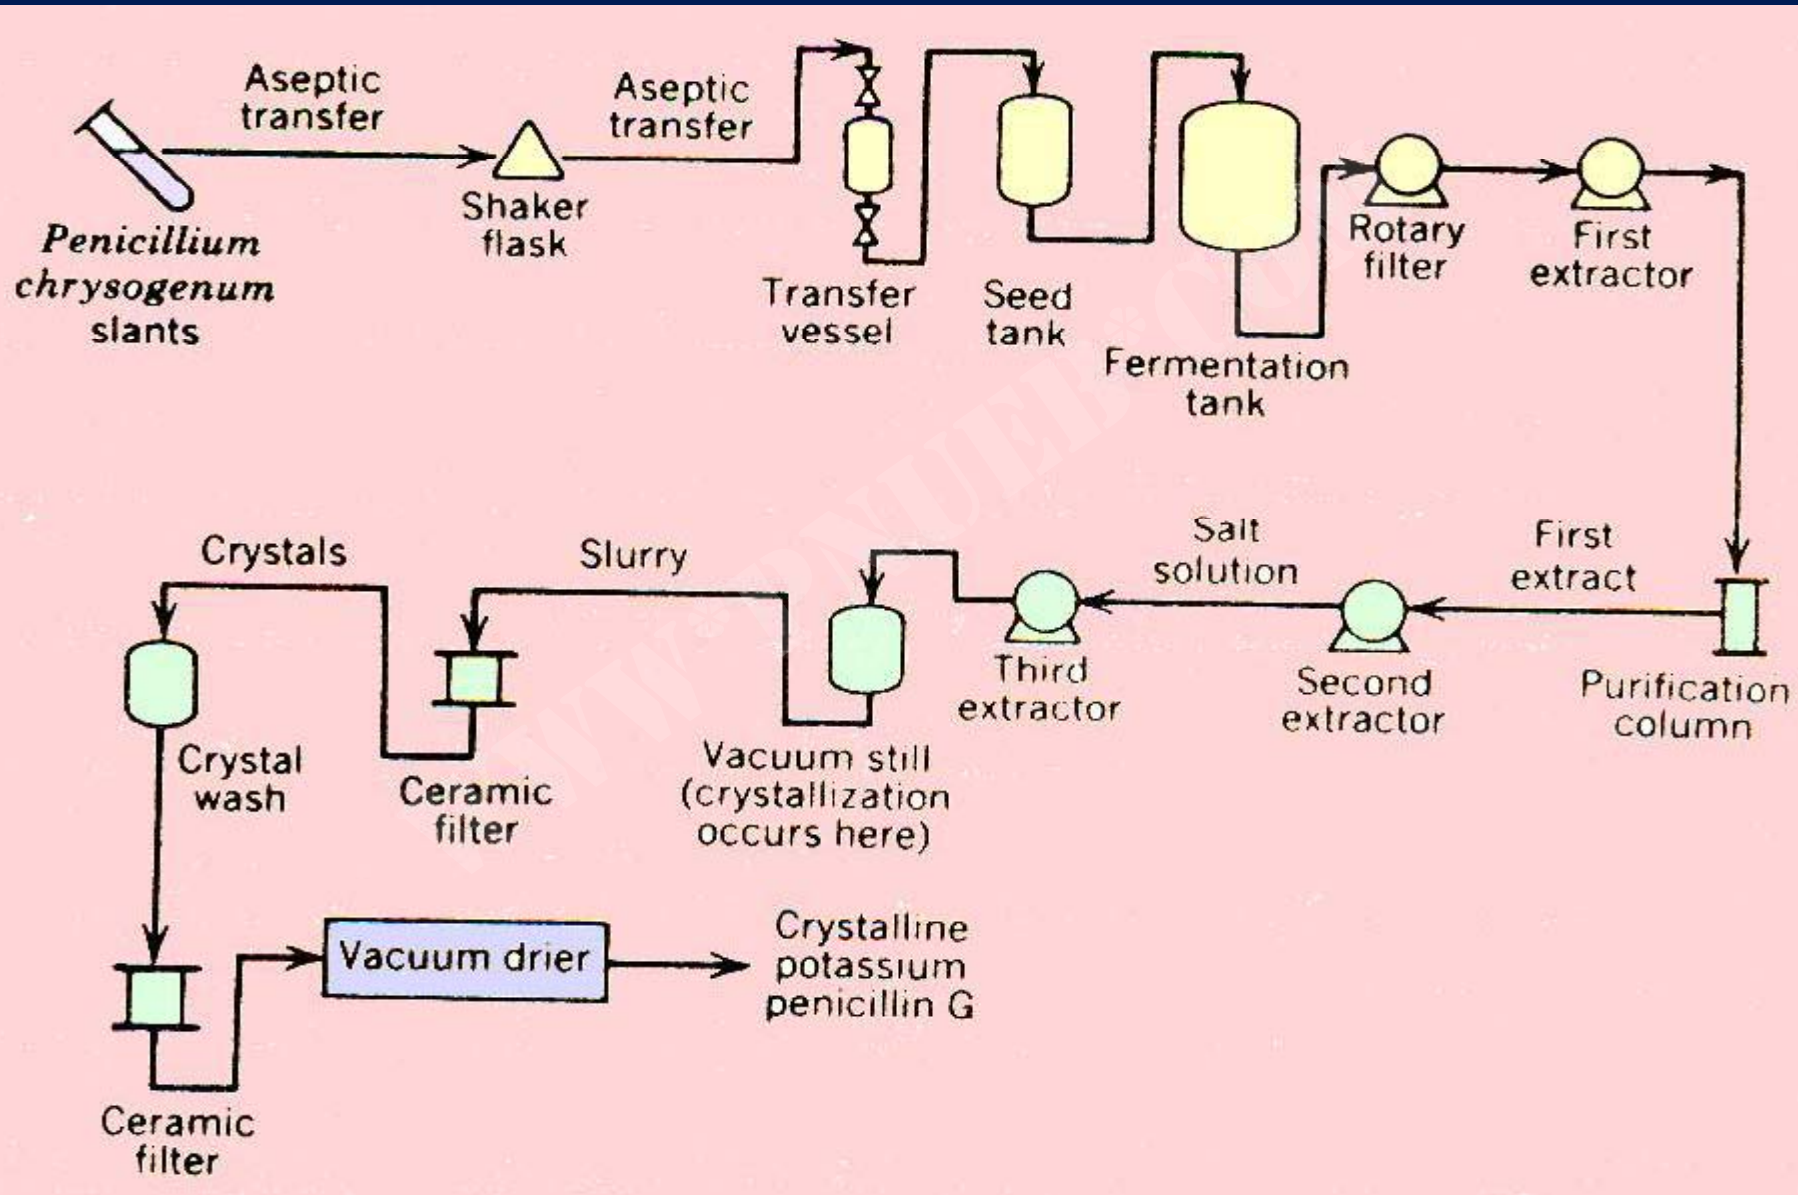 Aseptic
transfer
Aseptic
transfer
Penicillium
chrysogenum
slants
Shaker
flask
Transfer
vessel
Seed
tank
Fermentation
tank
Rotary
filter
First
extractor
Purification
column
First
extract
Second
extractor
Salt
solution
Third
extractor
Vacuum still
(crystallization
occurs here)
Slurry
Ceramic
filter
Crystals
Crystal
wash
Ceramic
filter
Vacuum drier
Crystalline
potassium
penicillin G